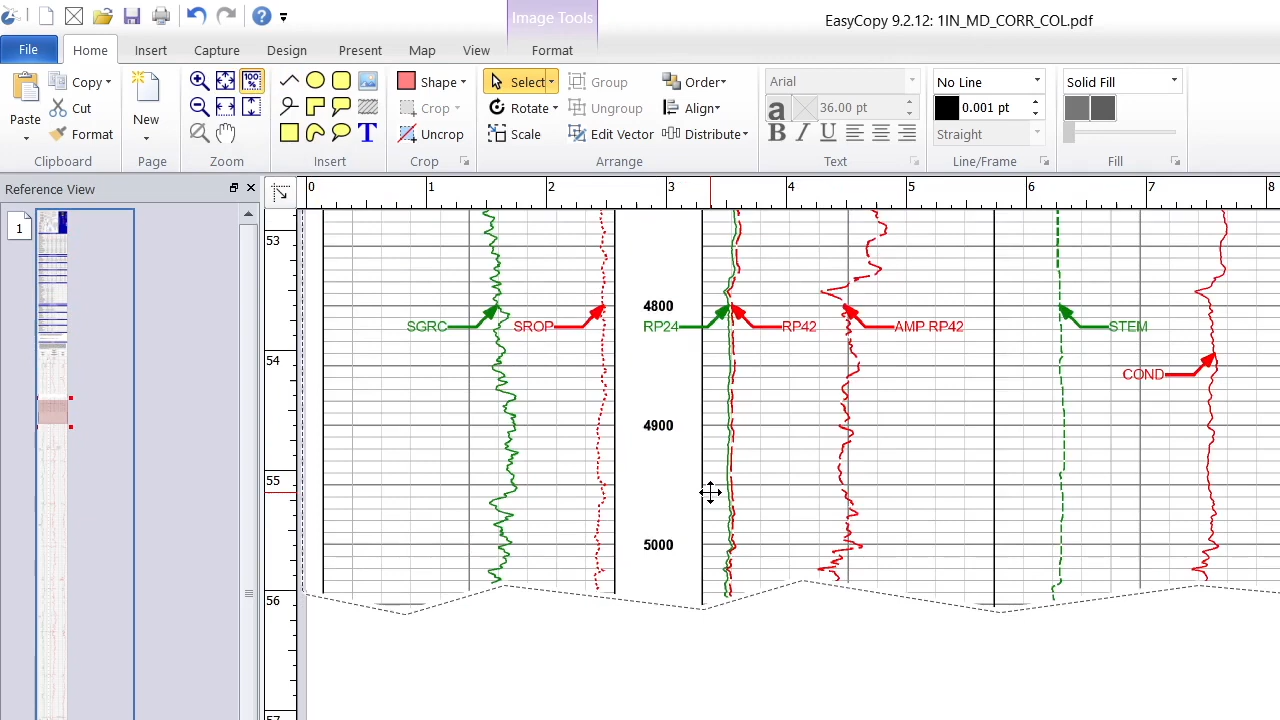 Image Tools
EasyCopy 9.2.12: 1IN_MD_CORR_COL.pdf
File Home Insert Capture Design Present Map View Format
Paste Copy Cut Format Clipboard
New Page
100% Zoom
Insert
Shape Crop Uncrop Crop
Select Rotate Scale Group Ungroup Edit Vector Order Align Distribute Arrange
Arial 36.00 pt a B I U Text
No Line 0.001 pt Straight Line/Frame
Solid Fill Fill
Reference View
1
0 1 2 3 4 5 6 7 8
53
4800
SGRC SROP RP24 RP42 AMP RP42 STEM
54
COND
4900
55
5000
56
57